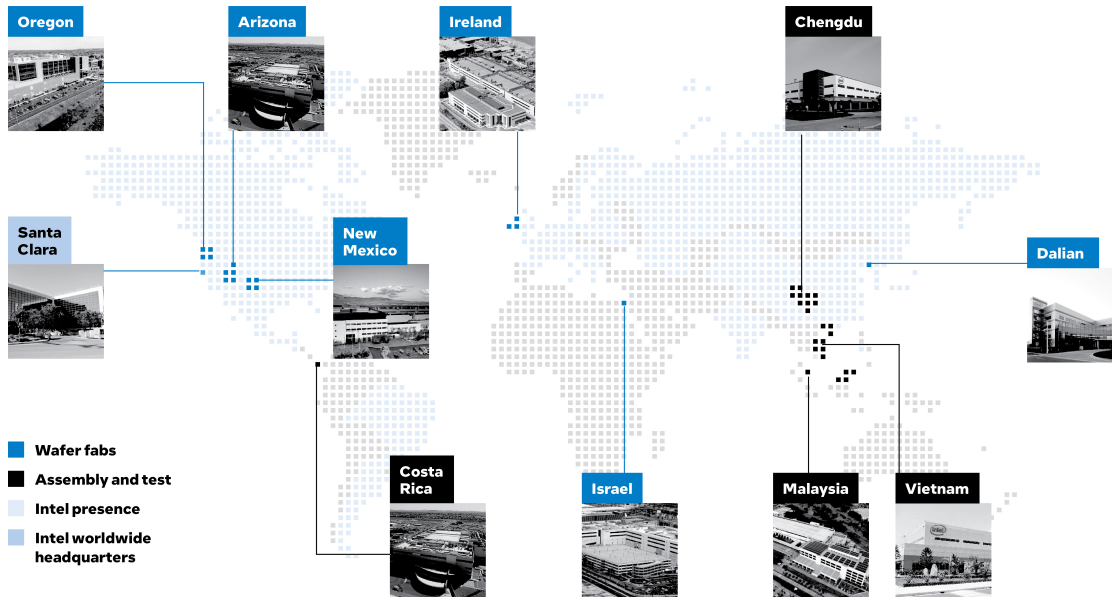 Oregon
Arizona
Ireland
Chengdu
Santa
Clara
New
Mexico
Dalian
Wafer fabs
Assembly and test
Intel presence
Intel worldwide
headquarters
Costa
Rica
Israel
Malaysia
Vietnam
intel